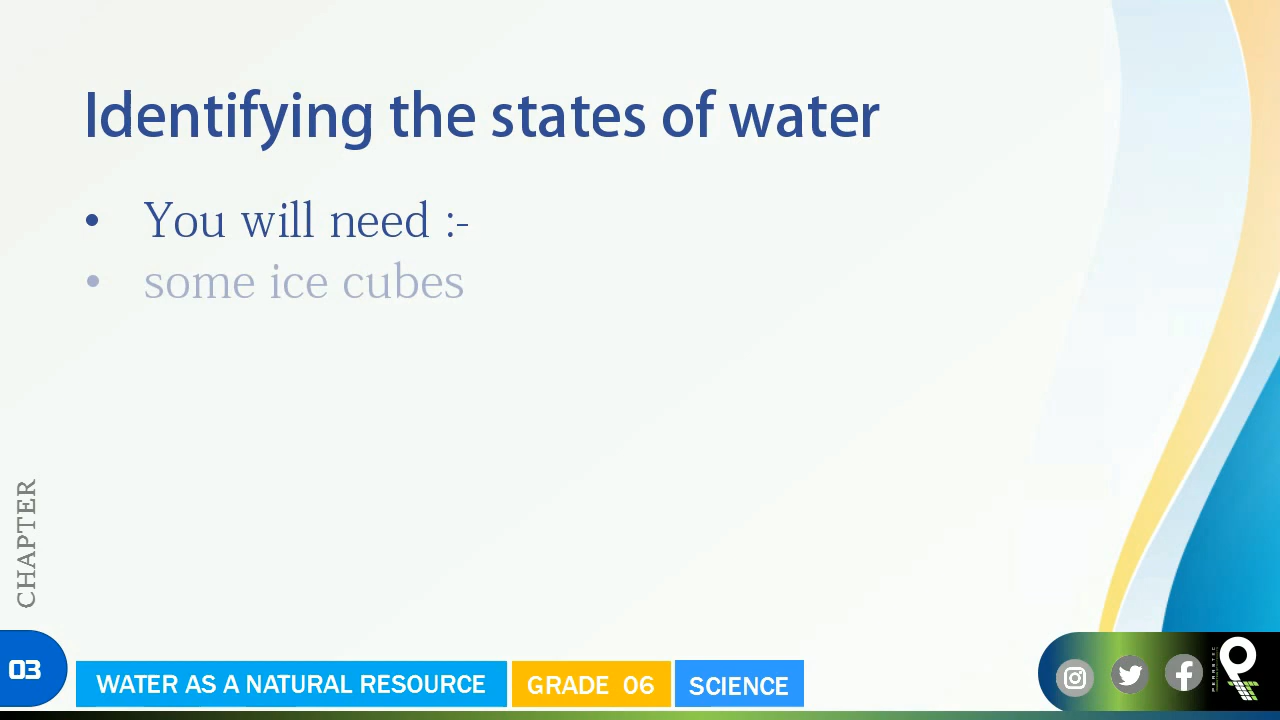 Identifying the states of water
• You will need :-
• some ice cubes
CHAPTER
03
WATER AS A NATURAL RESOURCE
GRADE 06
SCIENCE